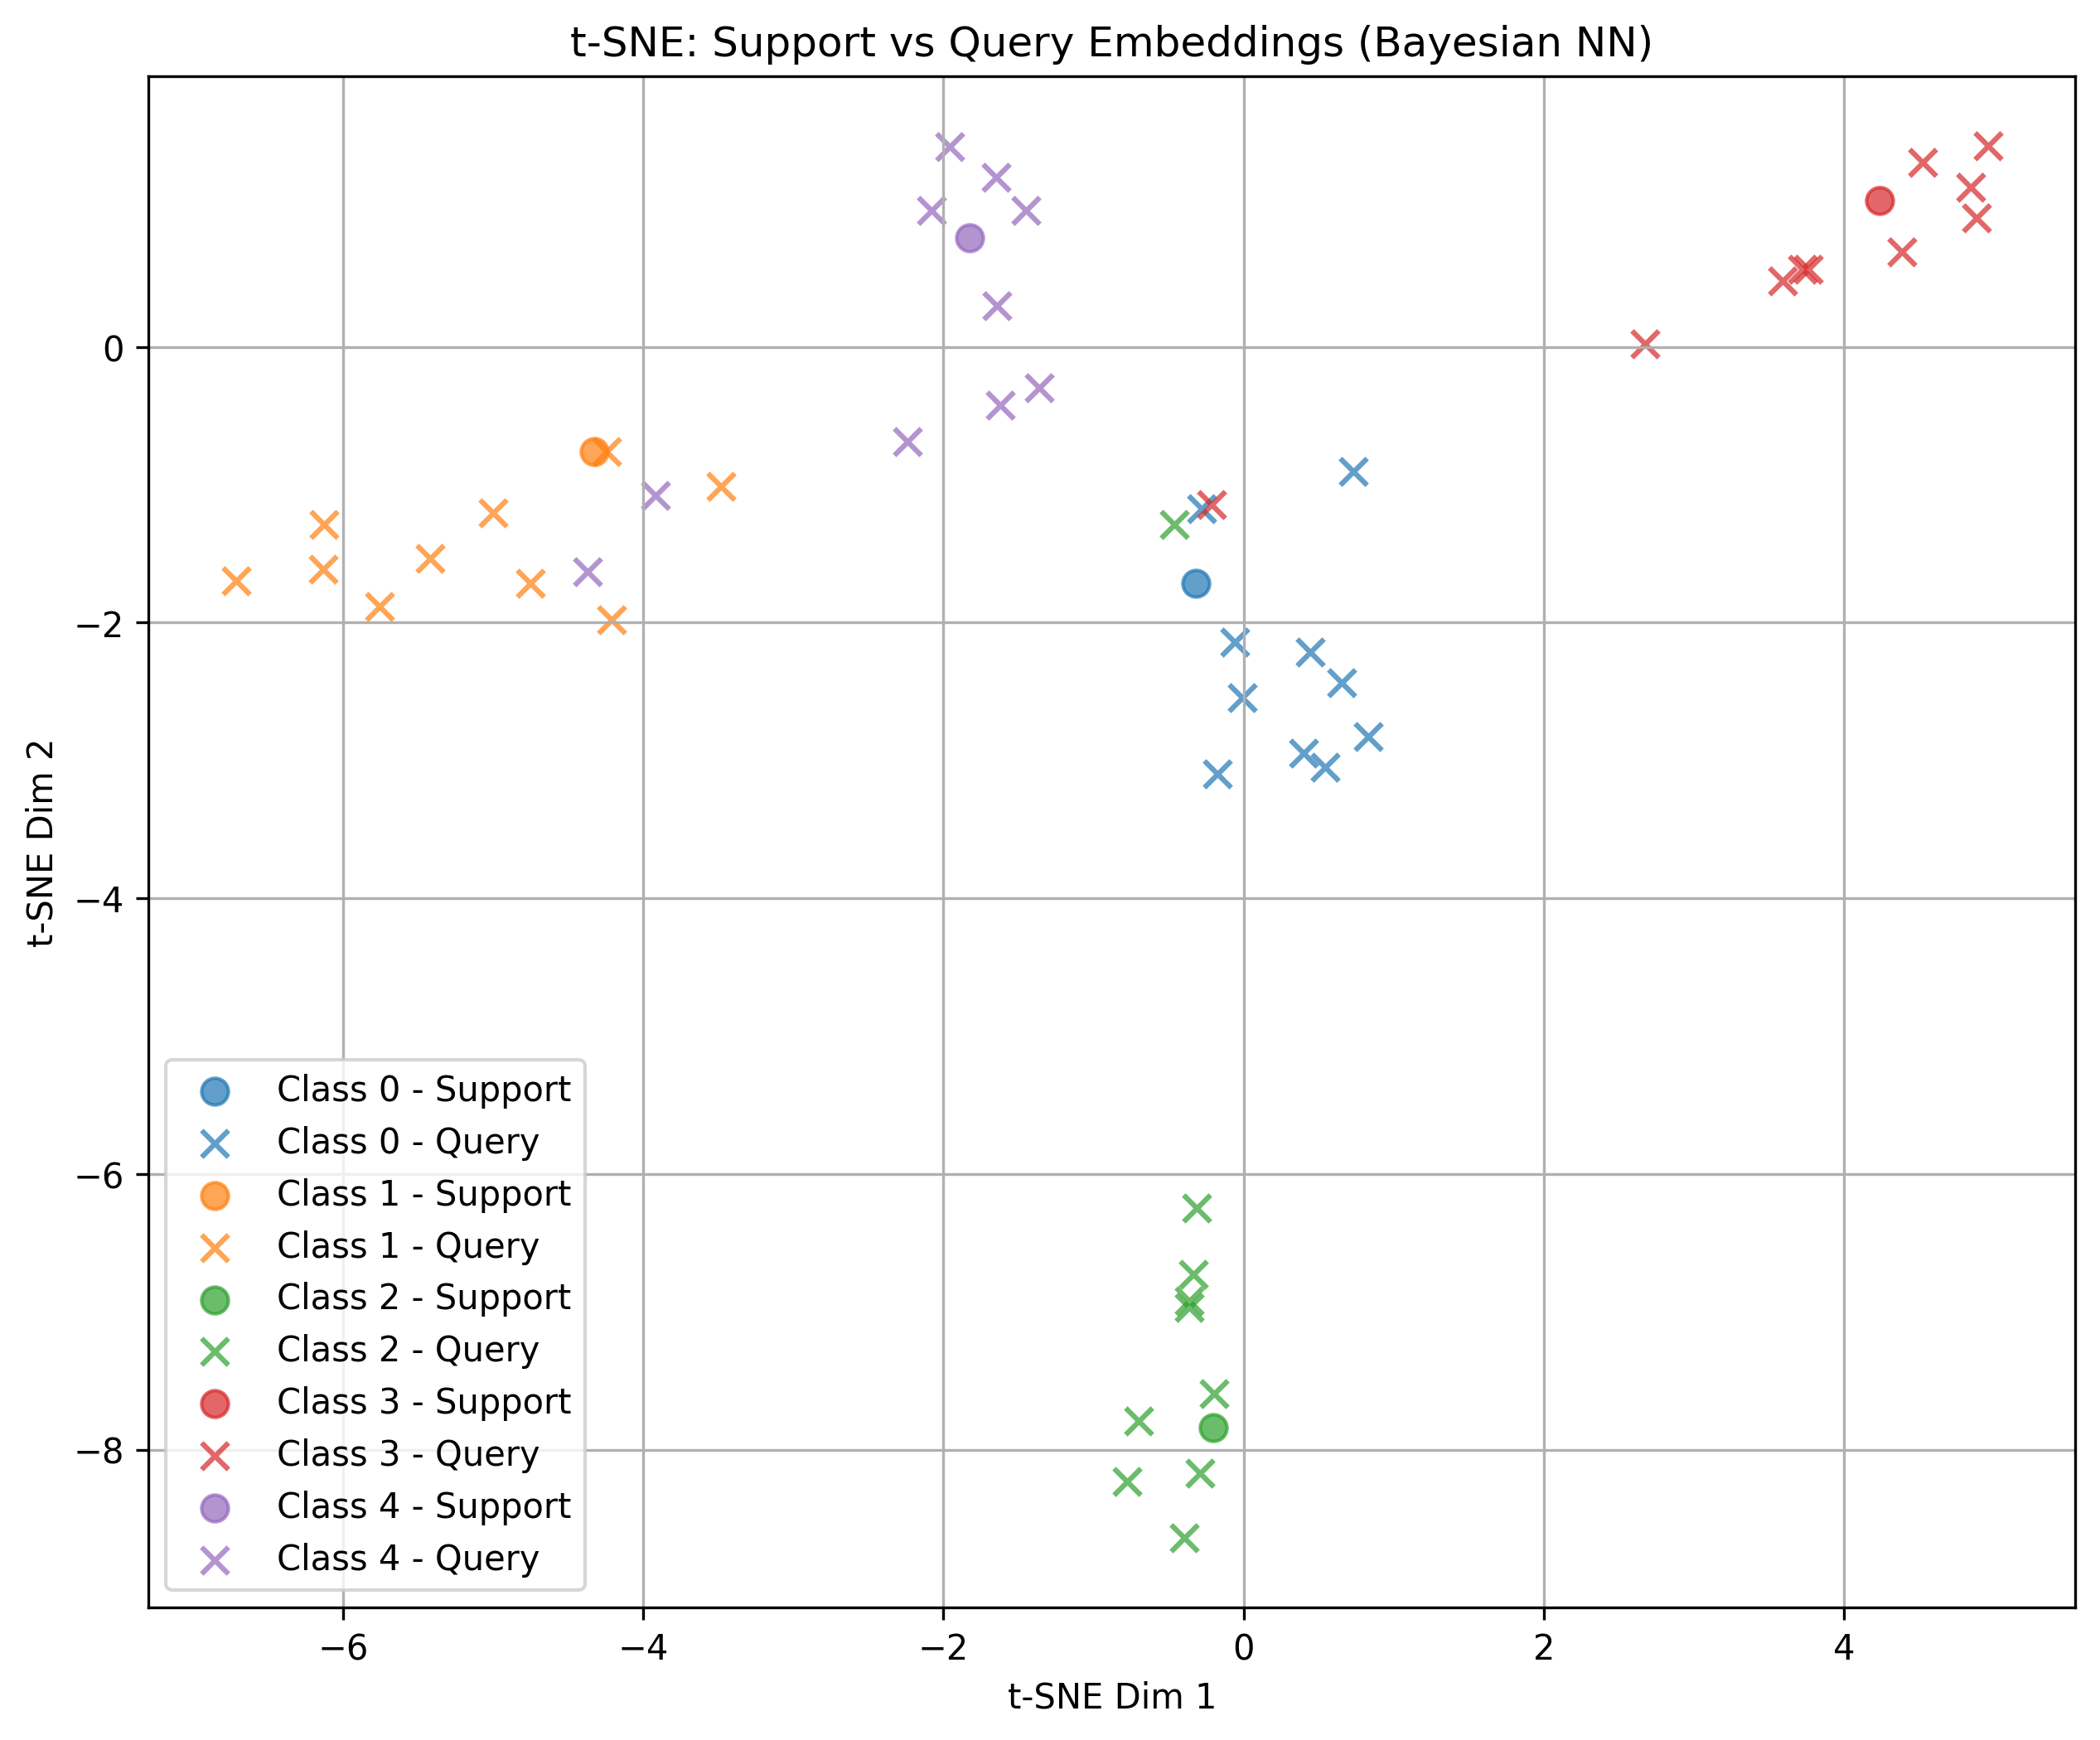 t-SNE: Support vs Query Embeddings (Bayesian NN)
0
−2
−4
−6
−8
t-SNE Dim 2
Class 0 - Support
Class 0 - Query
Class 1 - Support
Class 1 - Query
Class 2 - Support
Class 2 - Query
Class 3 - Support
Class 3 - Query
Class 4 - Support
Class 4 - Query
−6 −4 −2 0 2 4
t-SNE Dim 1